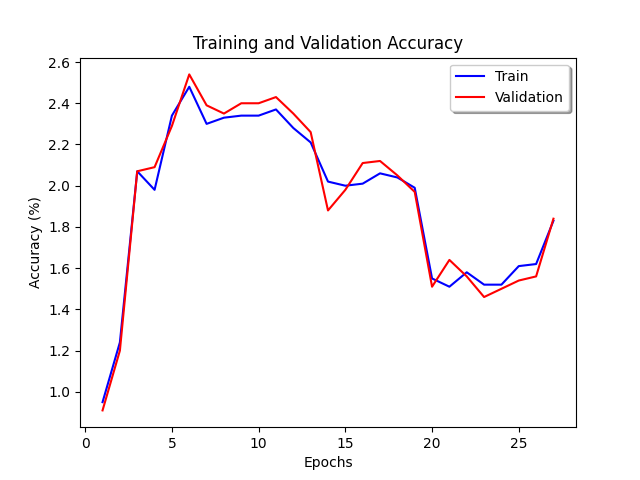 Training and Validation Accuracy
Train
Validation
2.6
2.4
2.2
2.0
1.8
1.6
1.4
1.2
1.0
Accuracy (%)
0 5 10 15 20 25
Epochs